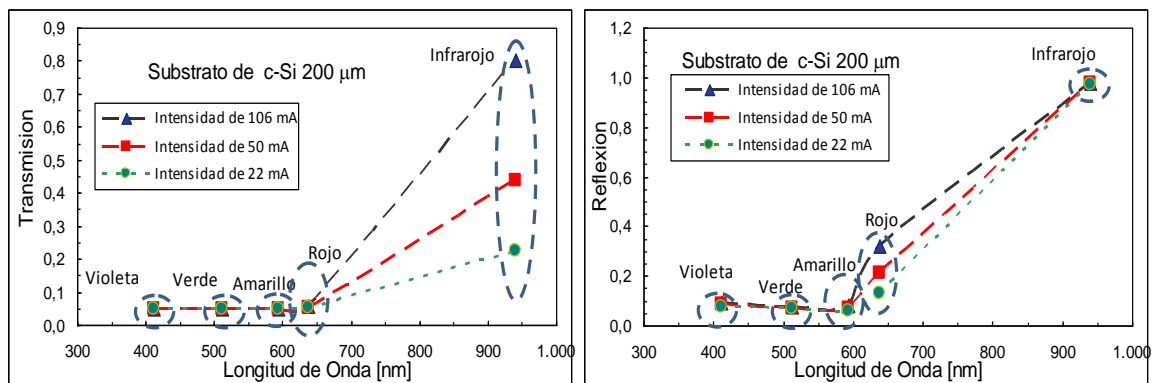 0,8
0,7
0,6
0,5
0,4
0,3
0,2
0,1
0,0
Transmision
Substrato de c-Si 200 µm
Intensidad de 106 mA
Intensidad de 50 mA
Intensidad de 22 mA
Infrarojo
Violeta
Verde
Amarillo
Rojo
300 400 500 600 700 800 900 1.000
Longitud de Onda [nm]
1,2
1,0
0,8
0,6
0,4
0,2
0,0
Reflexion
Substrato de c-Si 200 µm
Intensidad de 106 mA
Intensidad de 50 mA
Intensidad de 22 mA
Infrarojo
Rojo
Amarillo
Violeta
Verde
300 400 500 600 700 800 900 1.000
Longitud de Onda [nm]